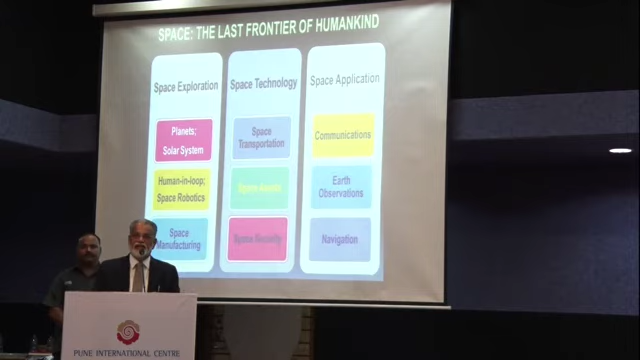 SPACE: THE LAST FRONTIER OF HUMANKIND
Space Exploration
Planets;
Solar System
Human-in-loop;
Space Robotics
Space
Manufacturing
Space Technology
Space
Transportation
Space
Space Security
Space Application
Communications
Earth
Observations
Navigation
PUNE INTERNATIONAL CENTRE